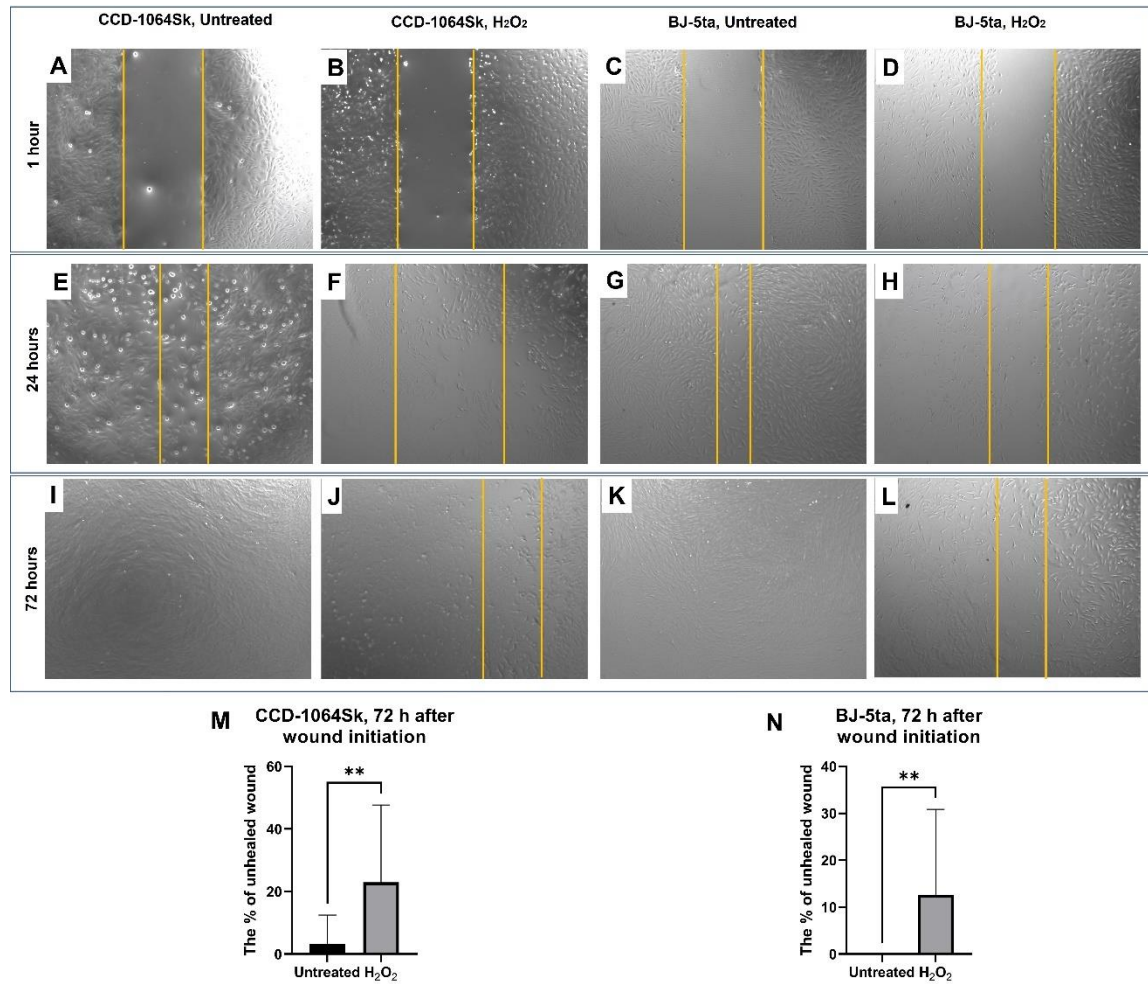 CCD-1064Sk, Untreated
CCD-1064Sk, H₂O₂
BJ-5ta, Untreated
BJ-5ta, H₂O₂
1 hour
A
B
C
D
24 hours
E
F
G
H
72 hours
I
J
K
L
M
CCD-1064Sk, 72 h after
wound initiation
The % of unhealed wound
60
40
20
0
**
Untreated H₂O₂
N
BJ-5ta, 72 h after
wound initiation
The % of unhealed wound
40
30
20
10
0
**
Untreated H₂O₂